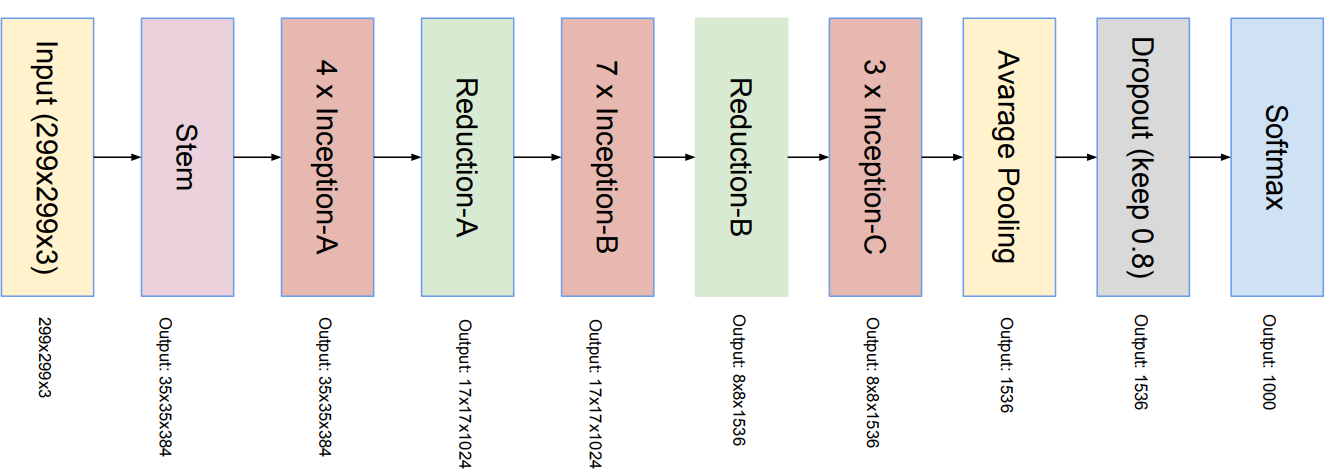 Input (299x299x3)
Stem
4 x Inception-A
Reduction-A
7 x Inception-B
Reduction-B
3 x Inception-C
Avarage Pooling
Dropout (keep 0.8)
Softmax
299x299x3
Output: 35x35x384
Output: 35x35x384
Output: 17x17x1024
Output: 17x17x1024
Output: 8x8x1536
Output: 8x8x1536
Output: 1536
Output: 1536
Output: 1000